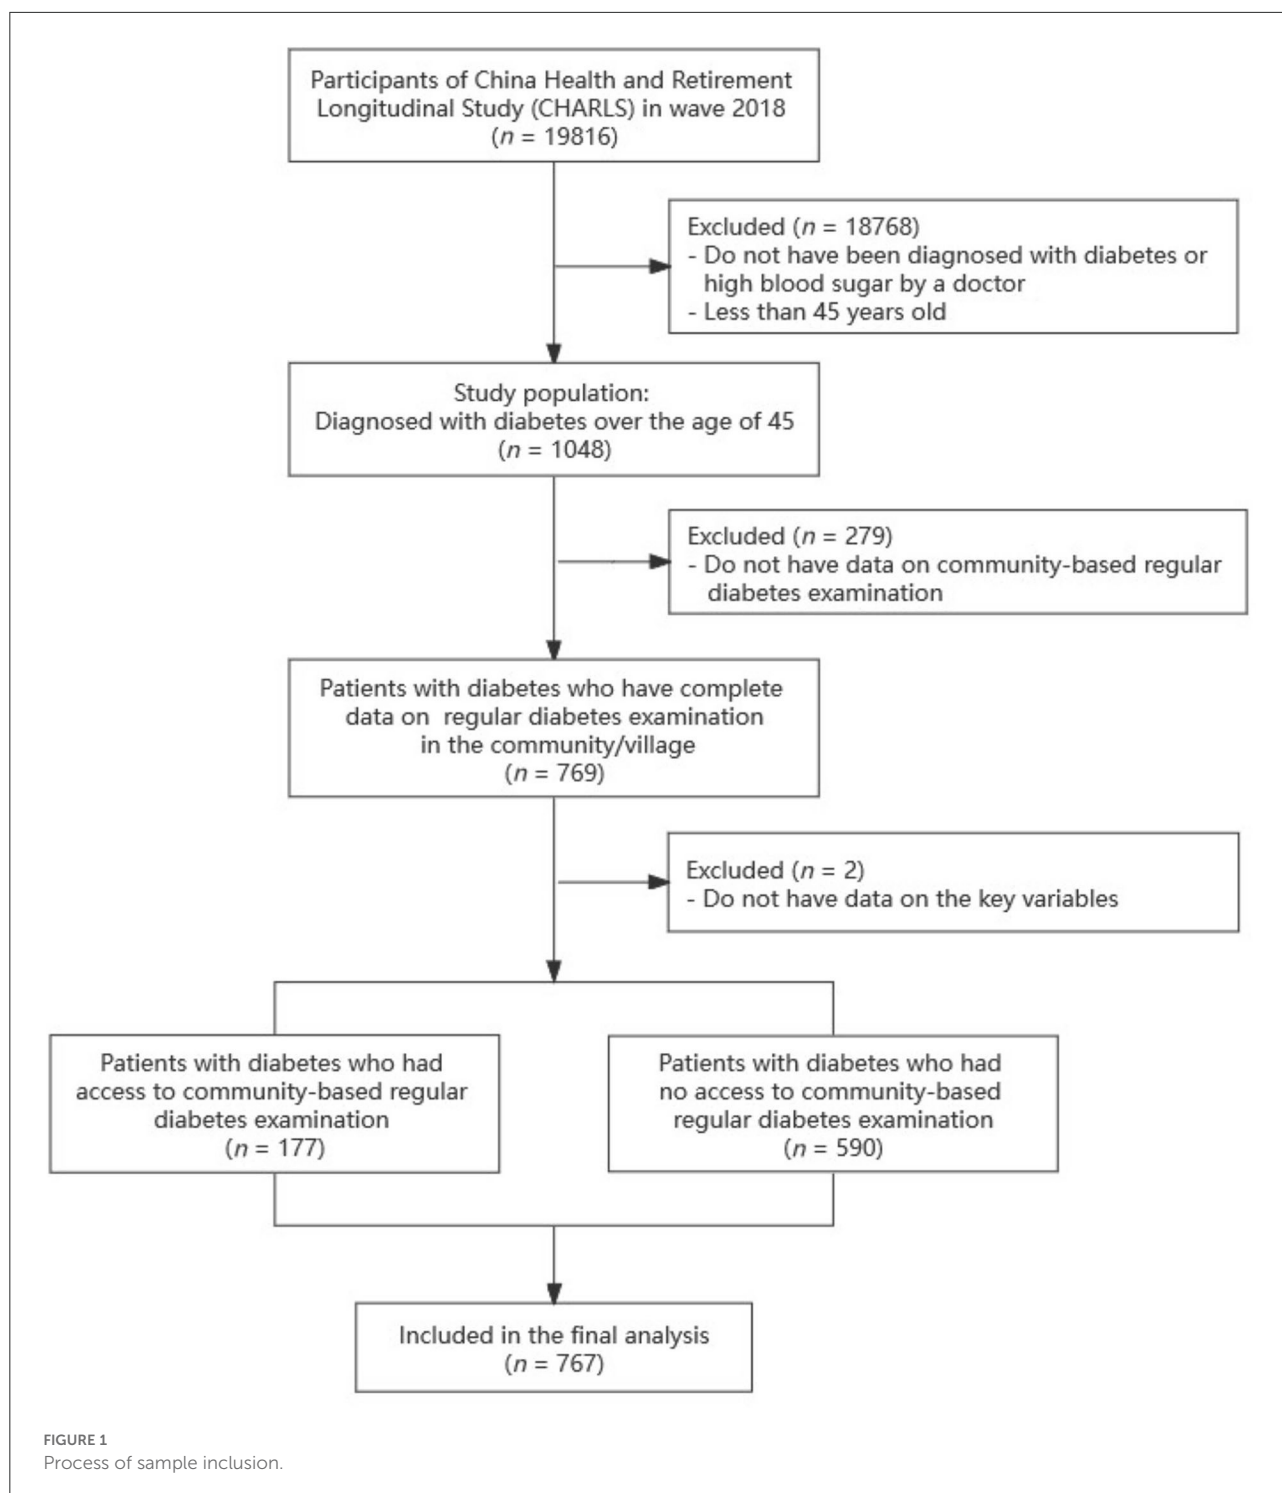 Participants of China Health and Retirement
Longitudinal Study (CHARLS) in wave 2018
(n = 19816)
Excluded (n = 18768)
- Do not have been diagnosed with diabetes or
high blood sugar by a doctor
- Less than 45 years old
Study population:
Diagnosed with diabetes over the age of 45
(n = 1048)
Excluded (n = 279)
- Do not have data on community-based regular
diabetes examination
Patients with diabetes who have complete
data on regular diabetes examination
in the community/village
(n = 769)
Excluded (n = 2)
- Do not have data on the key variables
Patients with diabetes who had
access to community-based regular
diabetes examination
(n = 177)
Patients with diabetes who had
no access to community-based
regular diabetes examination
(n = 590)
Included in the final analysis
(n = 767)
FIGURE 1
Process of sample inclusion.